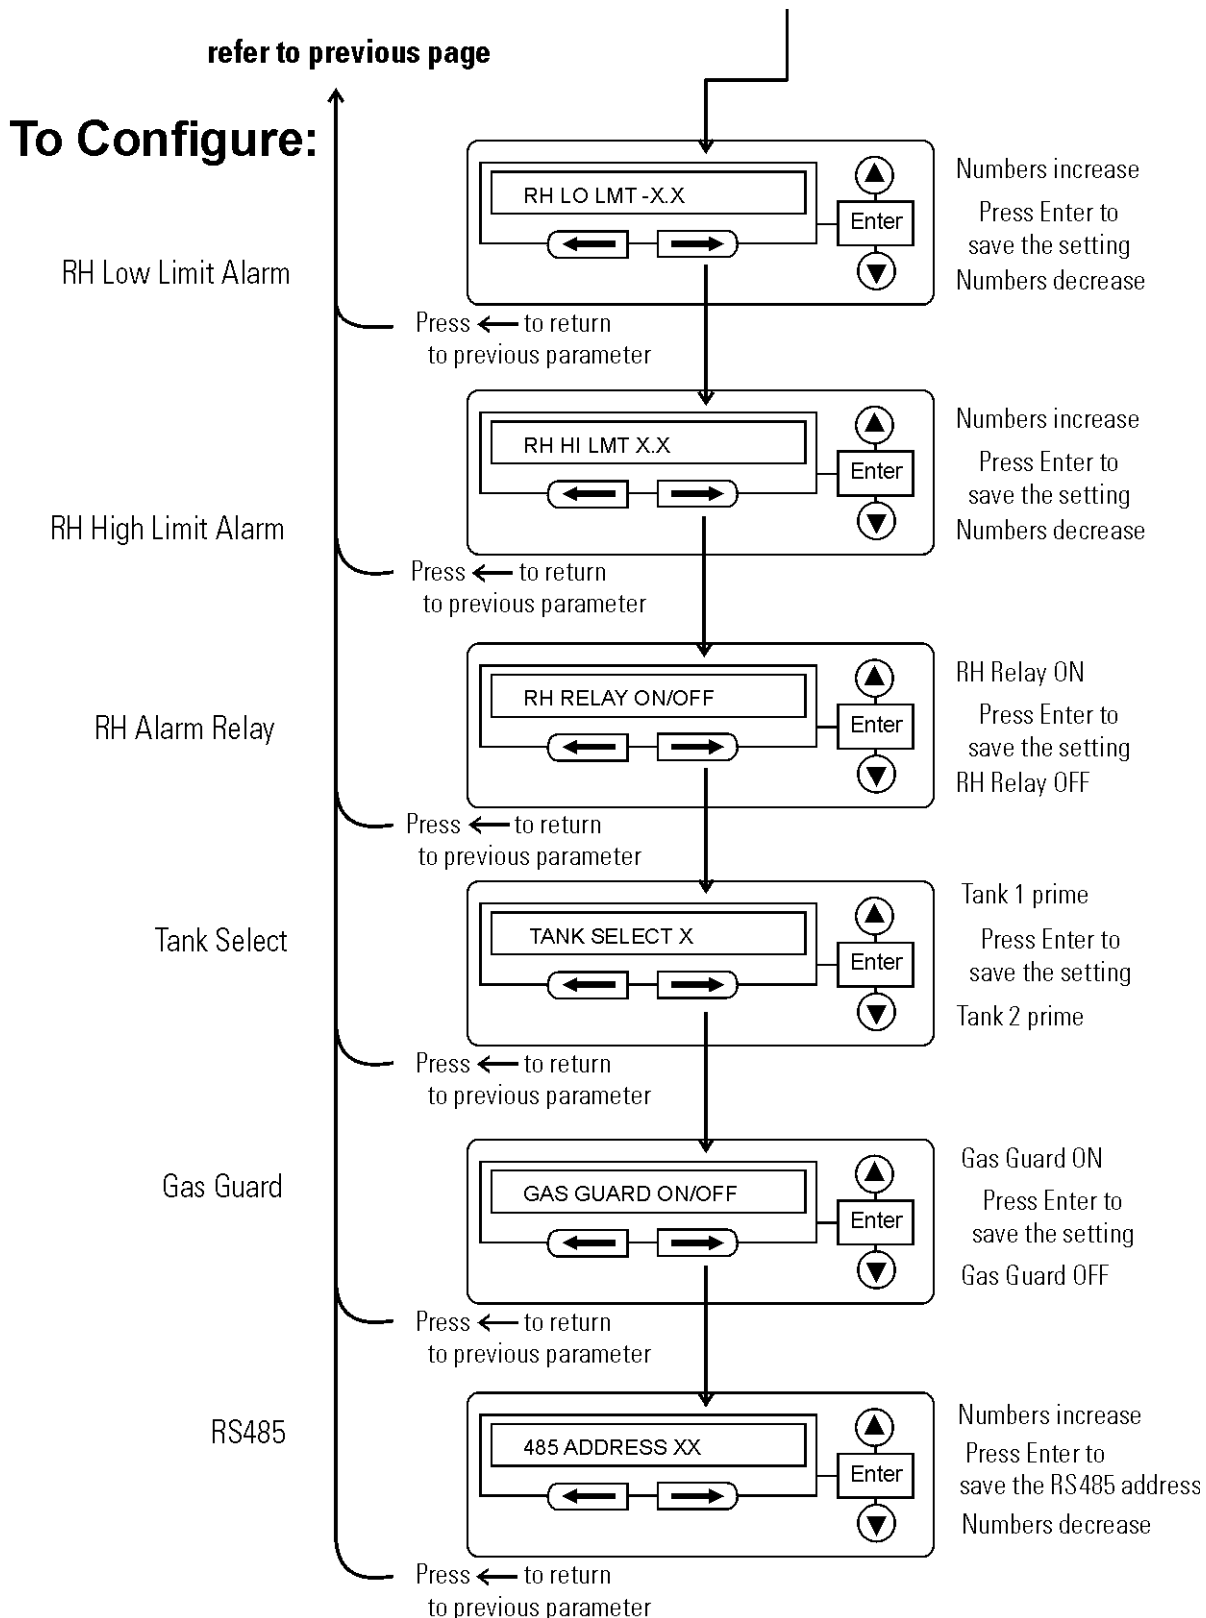 refer to previous page
To Configure:
RH LO LMT -X.X
Enter
Numbers increase
Press Enter to
save the setting
Numbers decrease
RH Low Limit Alarm
Press ← to return
to previous parameter
RH HI LMT X.X
Enter
Numbers increase
Press Enter to
save the setting
Numbers decrease
RH High Limit Alarm
Press ← to return
to previous parameter
RH RELAY ON/OFF
Enter
RH Relay ON
Press Enter to
save the setting
RH Relay OFF
RH Alarm Relay
Press ← to return
to previous parameter
TANK SELECT X
Enter
Tank 1 prime
Press Enter to
save the setting
Tank 2 prime
Tank Select
Press ← to return
to previous parameter
GAS GUARD ON/OFF
Enter
Gas Guard ON
Press Enter to
save the setting
Gas Guard OFF
Gas Guard
Press ← to return
to previous parameter
RS485
485 ADDRESS XX
Enter
Numbers increase
Press Enter to
save the RS485 address
Numbers decrease
Press ← to return
to previous parameter